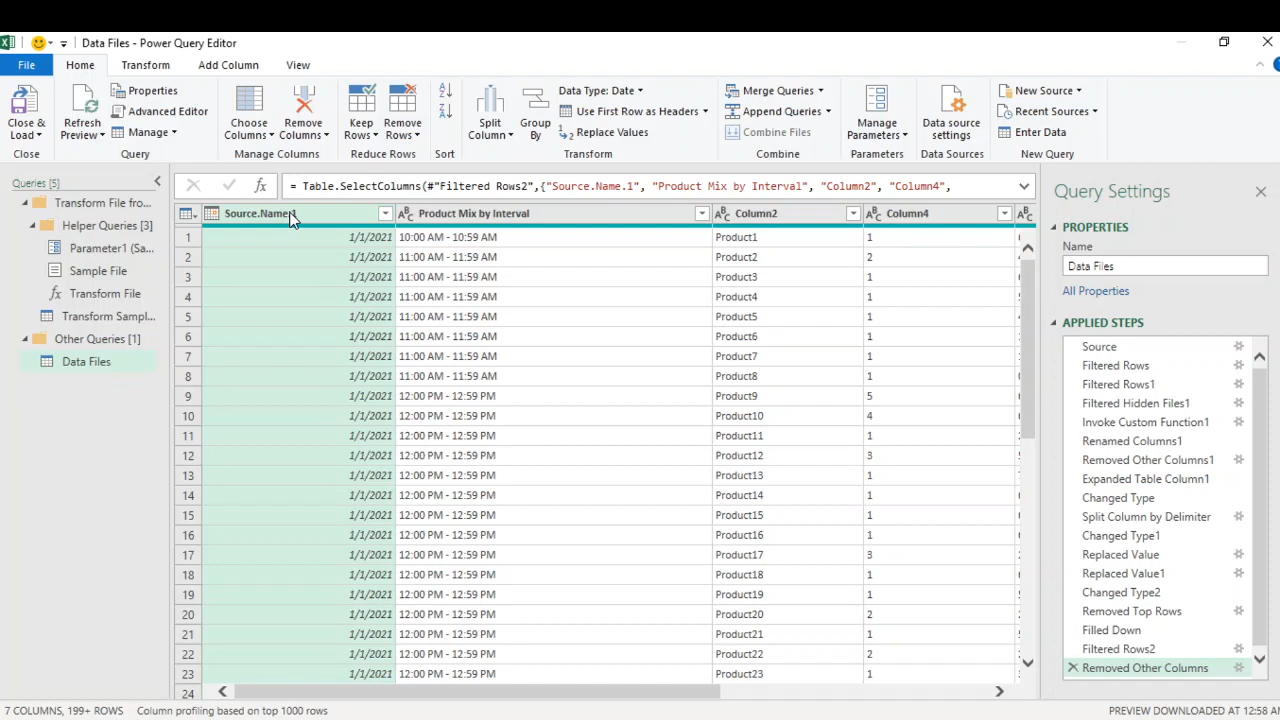 Data Files - Power Query Editor
File Home Transform Add Column View
Close & Load
Close
Refresh Preview
Properties
Advanced Editor
Manage
Query
Choose Columns
Remove Columns
Manage Columns
Keep Rows
Remove Rows
Reduce Rows
Sort
Split Column
Group By
Data Type: Date
Use First Row as Headers
Replace Values
Transform
Merge Queries
Append Queries
Combine Files
Combine
Manage Parameters
Parameters
Data source settings
Data Sources
New Source
Recent Sources
Enter Data
New Query
Queries [5]
Transform File fro...
Helper Queries [3]
Parameter1 (Sa...
Sample File
fx Transform File
Transform Sampl...
Other Queries [1]
Data Files
fx = Table.SelectColumns(#"Filtered Rows2",{"Source.Name.1", "Product Mix by Interval", "Column2", "Column4",
Source.Name.1 ABC Product Mix by Interval ABC Column2 ABC Column4 ABC
1 1/1/2021 10:00 AM - 10:59 AM Product1 1
2 1/1/2021 11:00 AM - 11:59 AM Product2 2
3 1/1/2021 11:00 AM - 11:59 AM Product3 1
4 1/1/2021 11:00 AM - 11:59 AM Product4 1
5 1/1/2021 11:00 AM - 11:59 AM Product5 1
6 1/1/2021 11:00 AM - 11:59 AM Product6 1
7 1/1/2021 11:00 AM - 11:59 AM Product7 1
8 1/1/2021 11:00 AM - 11:59 AM Product8 1
9 1/1/2021 12:00 PM - 12:59 PM Product9 5
10 1/1/2021 12:00 PM - 12:59 PM Product10 4
11 1/1/2021 12:00 PM - 12:59 PM Product11 1
12 1/1/2021 12:00 PM - 12:59 PM Product12 3
13 1/1/2021 12:00 PM - 12:59 PM Product13 1
14 1/1/2021 12:00 PM - 12:59 PM Product14 1
15 1/1/2021 12:00 PM - 12:59 PM Product15 1
16 1/1/2021 12:00 PM - 12:59 PM Product16 1
17 1/1/2021 12:00 PM - 12:59 PM Product17 3
18 1/1/2021 12:00 PM - 12:59 PM Product18 1
19 1/1/2021 12:00 PM - 12:59 PM Product19 1
20 1/1/2021 12:00 PM - 12:59 PM Product20 2
21 1/1/2021 12:00 PM - 12:59 PM Product21 1
22 1/1/2021 12:00 PM - 12:59 PM Product22 2
23 1/1/2021 12:00 PM - 12:59 PM Product23 1
24
Query Settings
PROPERTIES
Name
Data Files
All Properties
APPLIED STEPS
Source
Filtered Rows
Filtered Rows1
Filtered Hidden Files1
Invoke Custom Function1
Renamed Columns1
Removed Other Columns1
Expanded Table Column1
Changed Type
Split Column by Delimiter
Changed Type1
Replaced Value
Replaced Value1
Changed Type2
Removed Top Rows
Filled Down
Filtered Rows2
Removed Other Columns
7 COLUMNS, 199+ ROWS Column profiling based on top 1000 rows PREVIEW DOWNLOADED AT 12:58